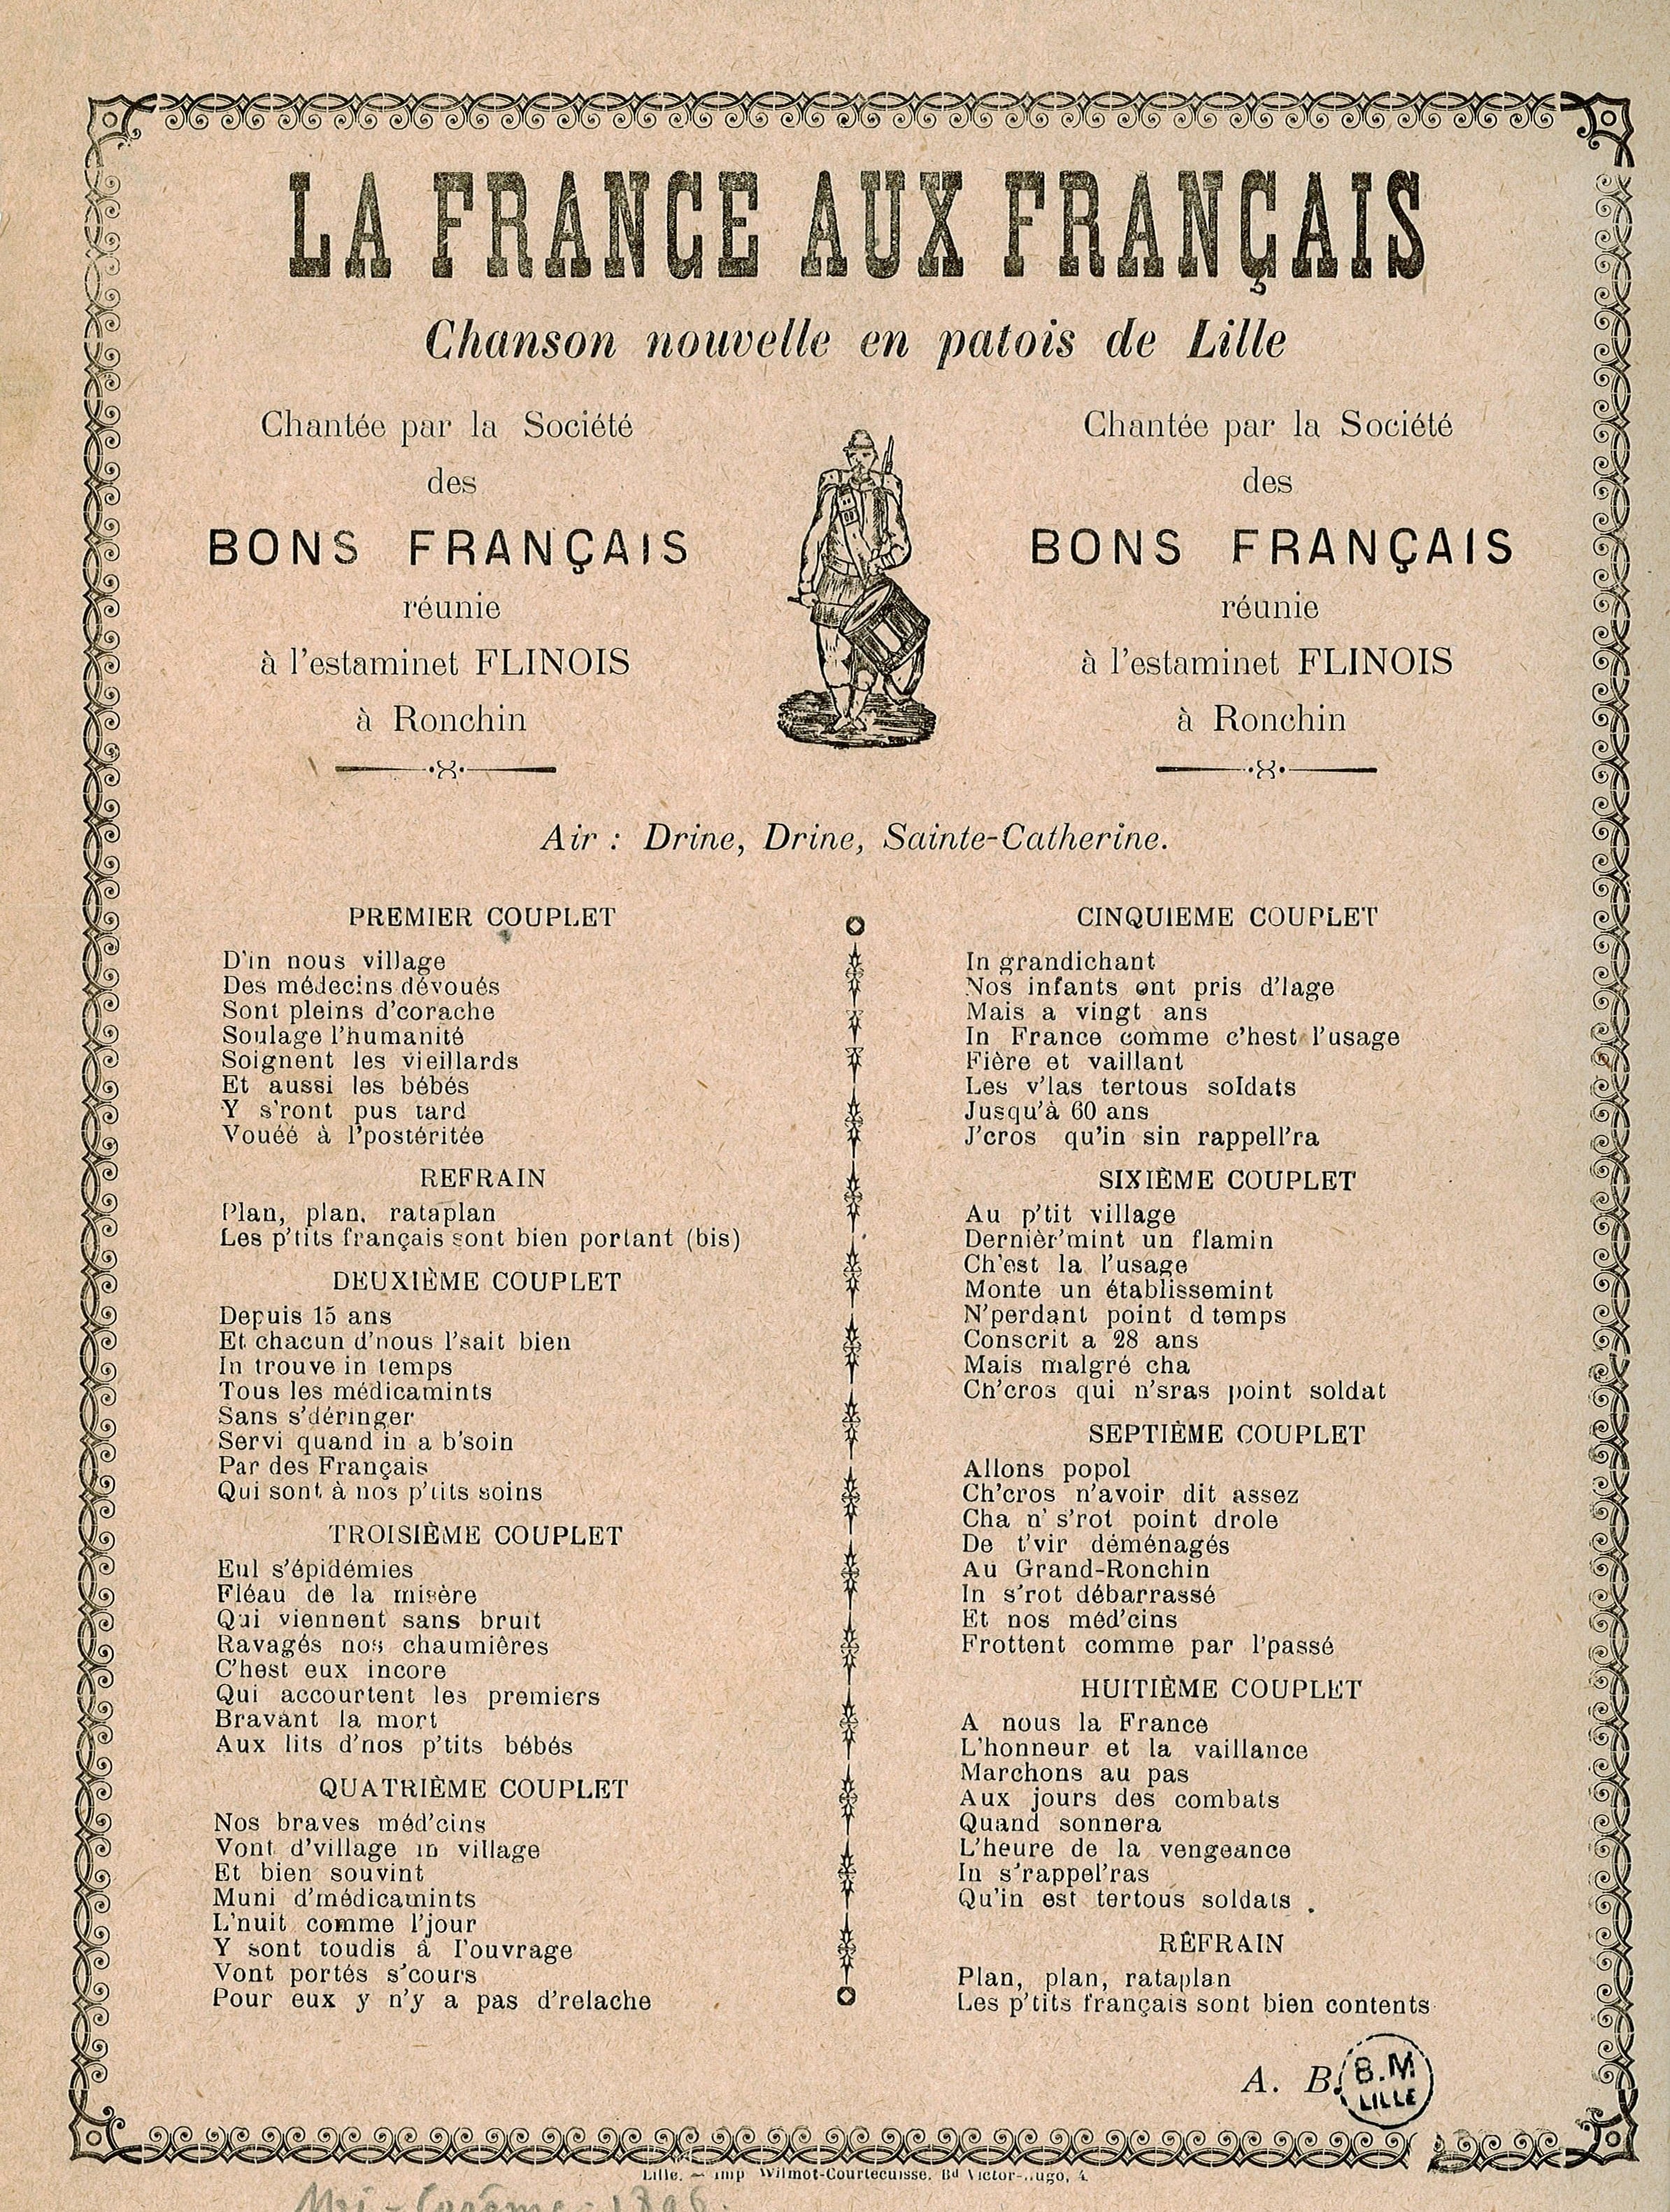 LA FRANCE AUX FRANÇAIS
Chanson nouvelle en patois de Lille
Chantée par la Société
des
BONS FRANÇAIS
réunie
à l'estaminet FLINOIS
à Ronchin
Chantée par la Société
des
BONS FRANÇAIS
réunie
à l'estaminet FLINOIS
à Ronchin
Air : Drine, Drine, Sainte-Catherine.
PREMIER COUPLET
D'in nous village
Des médecins dévoués
Sont pleins d'corache
Soulage l'humanité
Soignent les vieillards
Et aussi les bébés
Y s'ront pus tard
Vouéé à l'postéritée
REFRAIN
Plan, plan, rataplan
Les p'tits français sont bien portant (bis)
DEUXIÈME COUPLET
Depuis 15 ans
Et chacun d'nous l'sait bien
In trouve in temps
Tous les médicamints
Sans s'déringer
Servi quand in a b'soin
Par des Français
Qui sont à nos p'tits soins
TROISIÈME COUPLET
Eul s'épidémies
Fléau de la misère
Qui viennent sans bruit
Ravagés nos chaumières
C'hest eux incore
Qui accourtent les premiers
Bravant la mort
Aux lits d'nos p'tits bébés
QUATRIÈME COUPLET
Nos braves méd'cins
Vont d'village in village
Et bien souvint
Muni d'médicamints
L'nuit comme l'jour
Y sont toudis à l'ouvrage
Vont portés s'cours
Pour eux y n'y a pas d'relache
CINQUIEME COUPLET
In grandichant
Nos infants ont pris d'lage
Mais a vingt ans
In France comme c'hest l'usage
Fière et vaillant
Les v'las tertous soldats
Jusqu'à 60 ans
J'cros qu'in sin rappell'ra
SIXIÈME COUPLET
Au p'tit village
Dernièr'mint un flamin
Ch'est la l'usage
Monte un établissemint
N'perdant point d temps
Conscrit a 28 ans
Mais malgré cha
Ch'cros qui n'sras point soldat
SEPTIÈME COUPLET
Allons popol
Ch'cros n'avoir dit assez
Cha n' s'rot point drole
De t'vir déménagés
Au Grand-Ronchin
In s'rot débarrassé
Et nos méd'cins
Frottent comme par l'passé
HUITIÈME COUPLET
A nous la France
L'honneur et la vaillance
Marchons au pas
Aux jours des combats
Quand sonnera
L'heure de la vengeance
In s'rappel'ras
Qu'in est tertous soldats .
REFRAIN
Plan, plan, rataplan
Les p'tits français sont bien contents
A. B.
B.M
LILLE
Lille. — imp Wilmot-Courtecuisse. Bd Victor-Hugo, 4.
Mi-Carême - 1896.